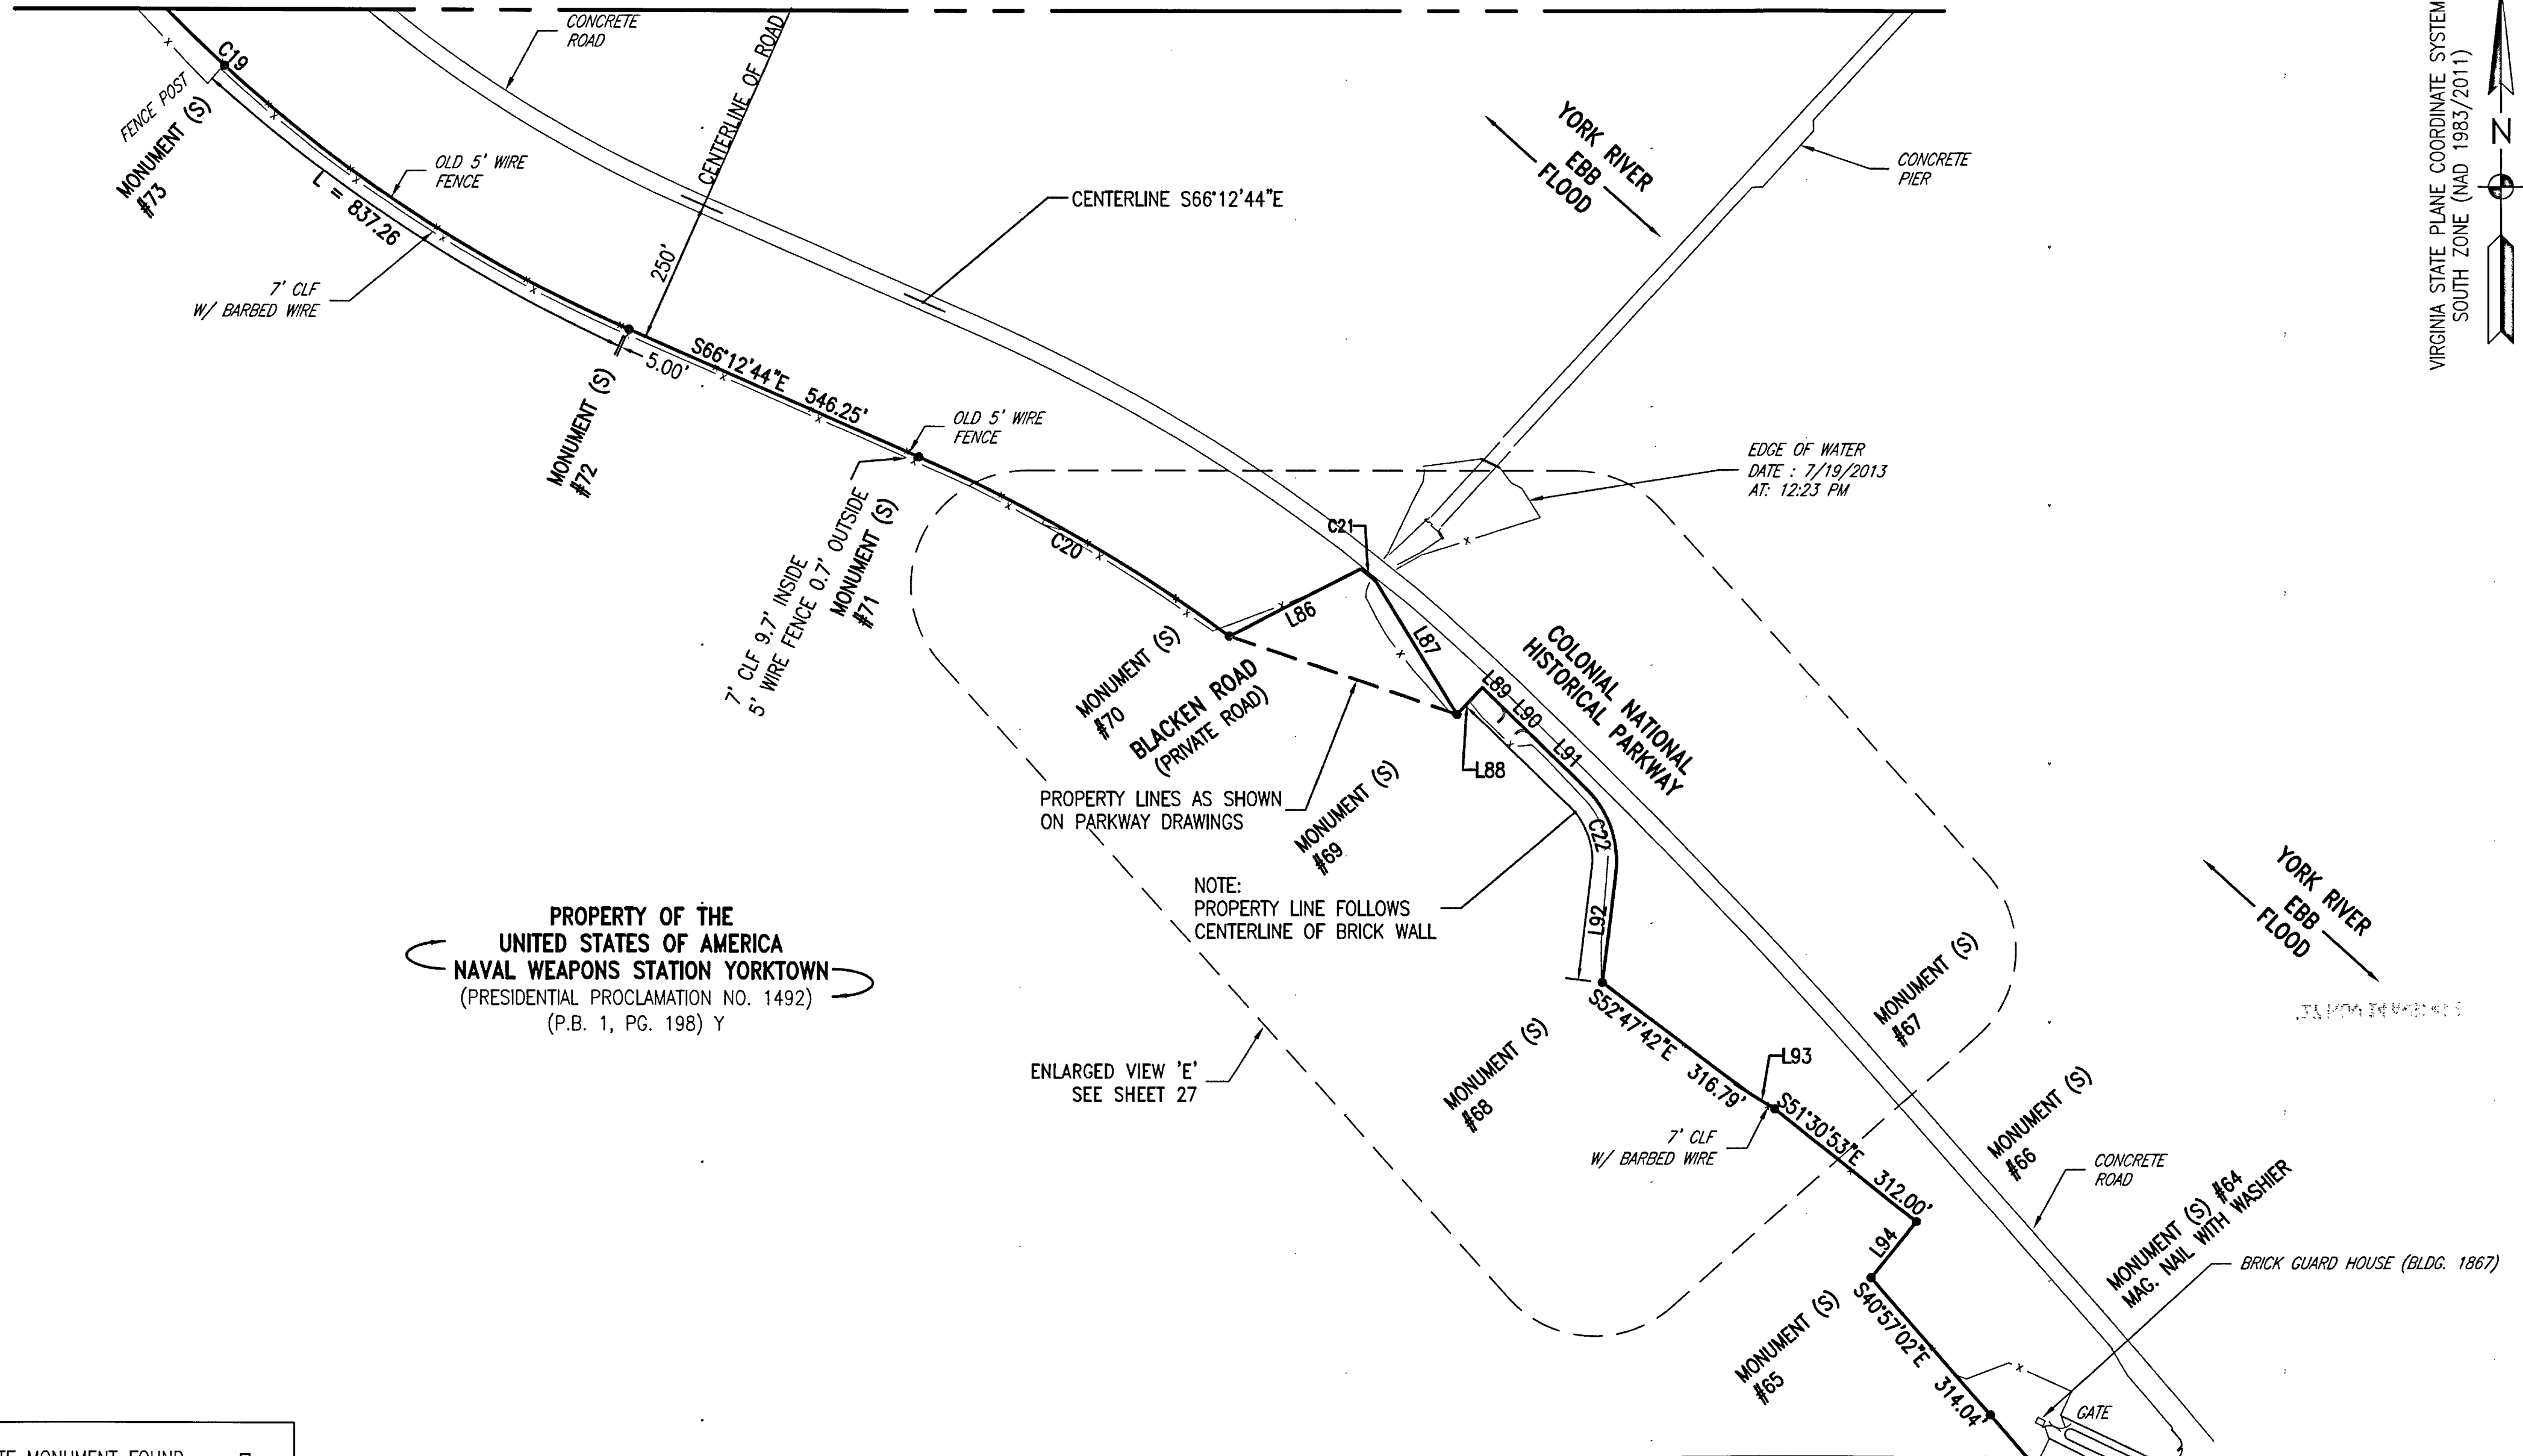 CONCRETE
ROAD
C19
FENCE POST
MONUMENT (S)
#73
CENTERLINE OF ROAD
OLD 5' WIRE
FENCE
L = 837.26
7' CLF
W/ BARBED WIRE
250'
CENTERLINE S66°12'44"E
YORK RIVER
EBB
FLOOD
CONCRETE
PIER
VIRGINIA STATE PLANE COORDINATE SYSTEM
SOUTH ZONE (NAD 1983/2011)
N
S66°12'44"E
546.25'
5.00'
MONUMENT (S)
#72
OLD 5' WIRE
FENCE
7' CLF 9.7' INSIDE
5' WIRE FENCE 0.7' OUTSIDE
MONUMENT (S)
#71
C20
EDGE OF WATER
DATE : 7/19/2013
AT: 12:23 PM
C21
L86
L87
MONUMENT (S)
#70
BLACKEN ROAD
(PRIVATE ROAD)
COLONIAL NATIONAL
HISTORICAL PARKWAY
L89
L90
L91
L88
PROPERTY LINES AS SHOWN
ON PARKWAY DRAWINGS
MONUMENT (S)
#69
C22
L92
NOTE:
PROPERTY LINE FOLLOWS
CENTERLINE OF BRICK WALL
PROPERTY OF THE
UNITED STATES OF AMERICA
NAVAL WEAPONS STATION YORKTOWN
(PRESIDENTIAL PROCLAMATION NO. 1492)
(P.B. 1, PG. 198) Y
YORK RIVER
EBB
FLOOD
MONUMENT (S)
#67
ENLARGED VIEW 'E'
SEE SHEET 27
MONUMENT (S)
#68
S52°47'42"E
316.79'
L93
7' CLF
W/ BARBED WIRE
S51°30'53"E
312.00'
MONUMENT (S)
#66
CONCRETE
ROAD
L94
MONUMENT (S) #64
MAG. NAIL WITH WASHIER
BRICK GUARD HOUSE (BLDG. 1867)
MONUMENT (S)
#65
S40°57'02"E
314.04'
GATE
MONUMENT FOUND